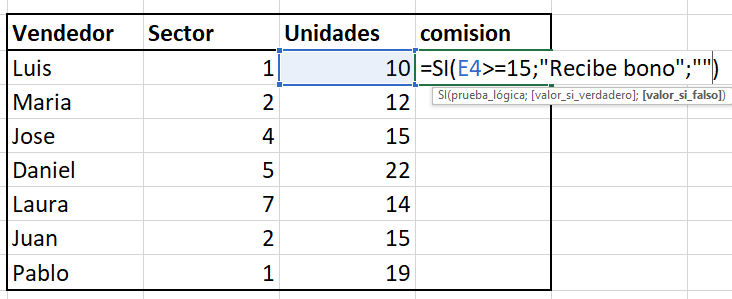 Vendedor Sector Unidades comision
Luis 1 10 =SI(E4>=15;"Recibe bono";"")
SI(prueba_lógica; [valor_si_verdadero]; [valor_si_falso])
Maria 2 12
Jose 4 15
Daniel 5 22
Laura 7 14
Juan 2 15
Pablo 1 19